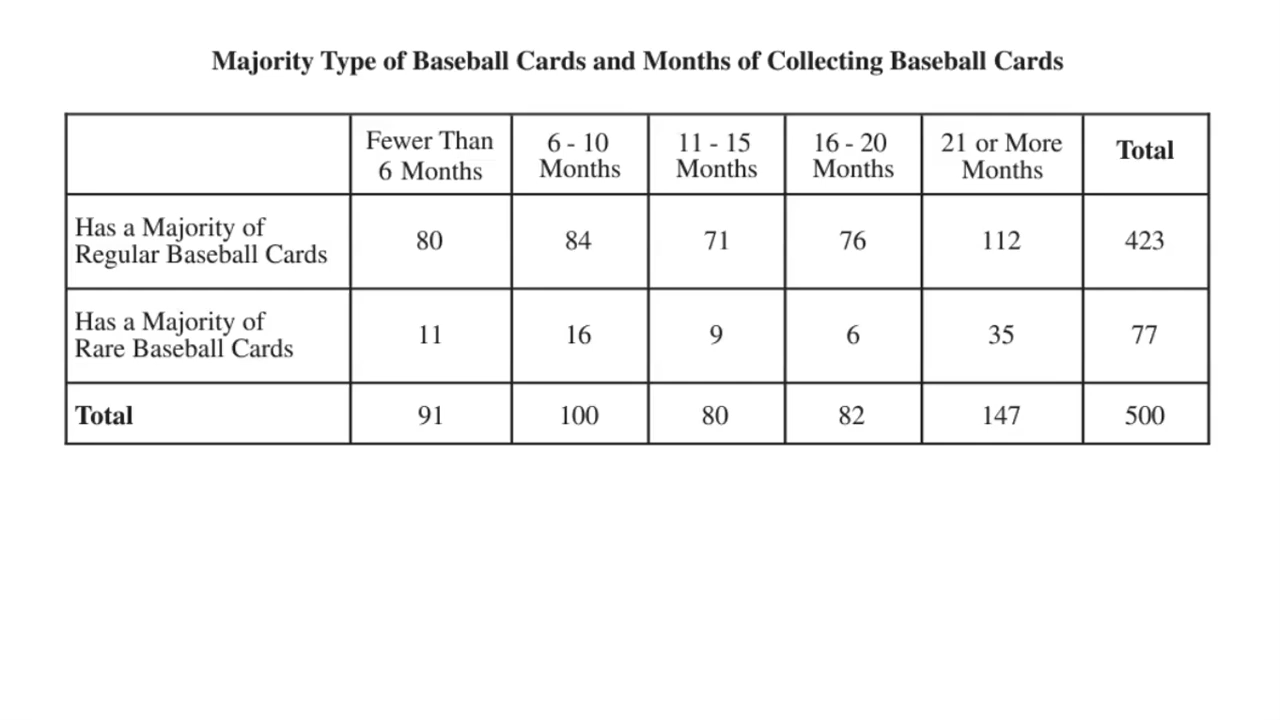 Majority Type of Baseball Cards and Months of Collecting Baseball Cards
Fewer Than
6 Months
6 - 10
Months
11 - 15
Months
16 - 20
Months
21 or More
Months
Total
Has a Majority of
Regular Baseball Cards
80
84
71
76
112
423
Has a Majority of
Rare Baseball Cards
11
16
9
6
35
77
Total
91
100
80
82
147
500